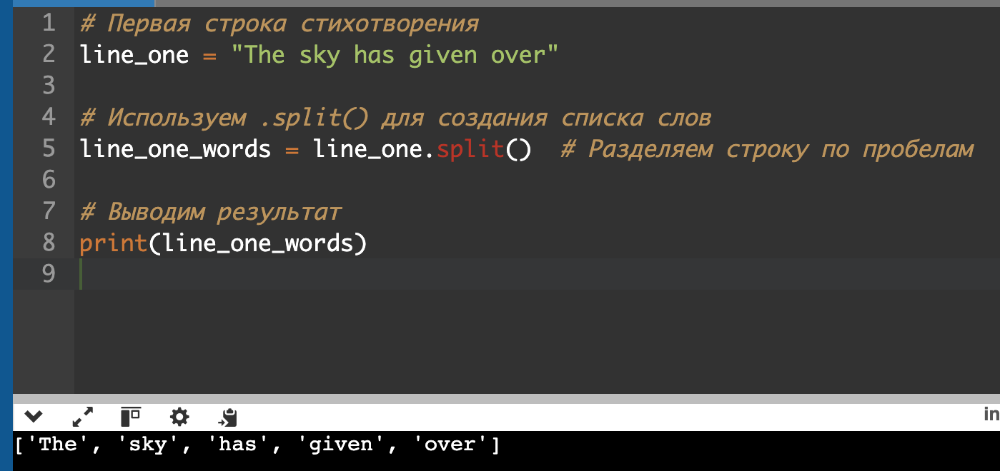 1 # Первая строка стихотворения
2 line_one = "The sky has given over"
3
4 # Используем .split() для создания списка слов
5 line_one_words = line_one.split()  # Разделяем строку по пробелам
6
7 # Выводим результат
8 print(line_one_words)
9
['The', 'sky', 'has', 'given', 'over']